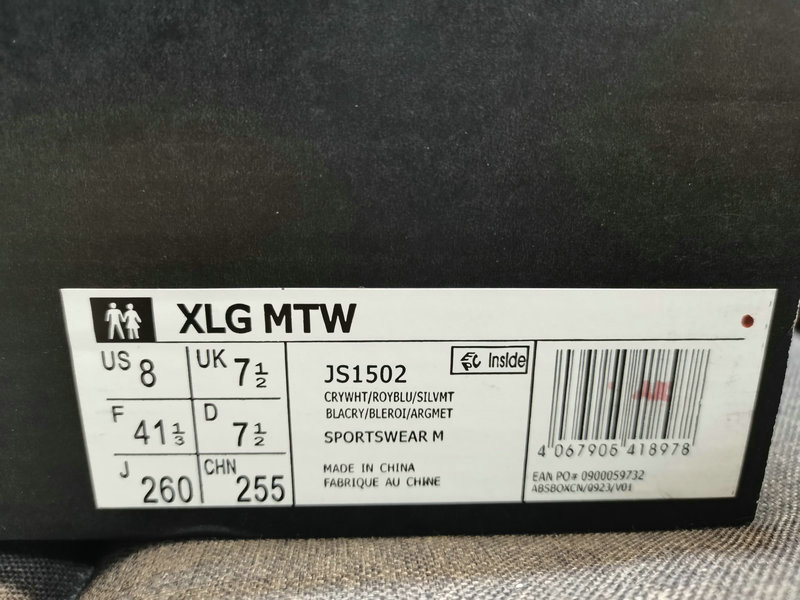 XLG MTW
US 8 UK 7 1/2
F 41 1/3 D 7 1/2
J 260 CHN 255
JS1502
Inside
CRYWHT/ROYBLU/SILVMT
BLACRY/BLEROI/ARGMET
SPORTSWEAR M
MADE IN CHINA
FABRIQUE AU CHINE
4 067905 418978
EAN PO# 0900059732
ABSBOXCN/0923/V01